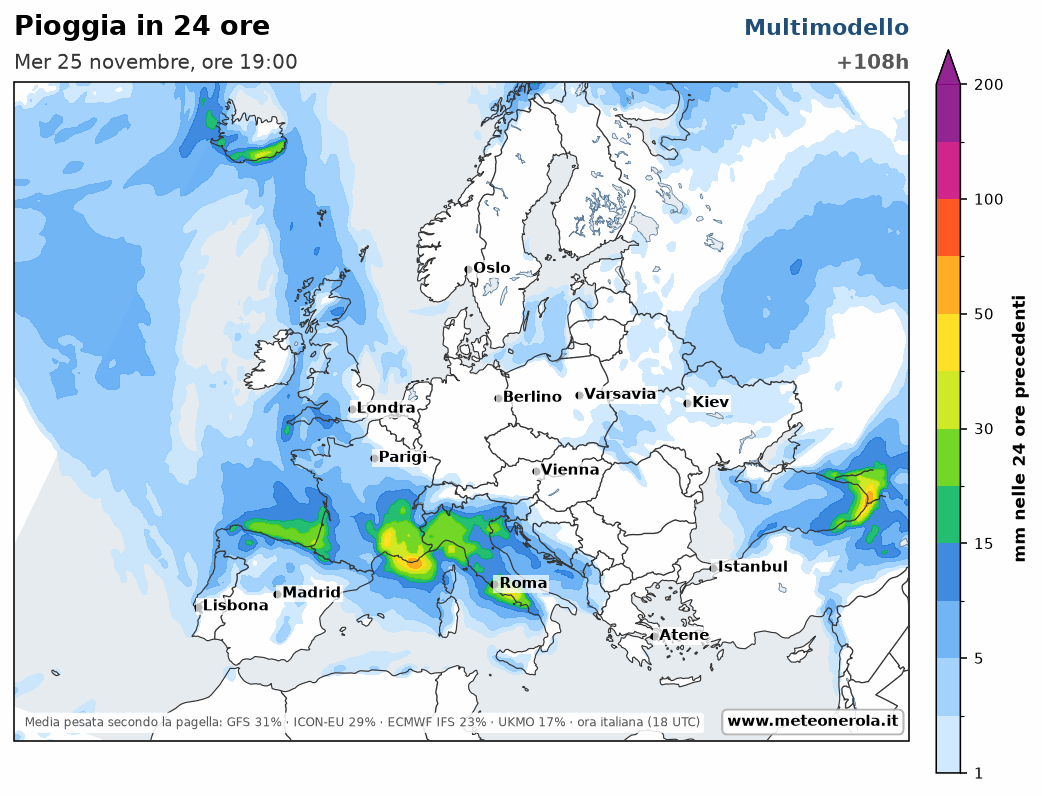 Pioggia in 24 ore
Multimodello
Mer 25 novembre, ore 19:00
+108h
200
100
50
30
15
5
1
mm nelle 24 ore precedenti
Oslo
Londra
Berlino
Varsavia
Kiev
Parigi
Vienna
Istanbul
Roma
Madrid
Lisbona
Atene
Media pesata secondo la pagella: GFS 31% · ICON-EU 29% · ECMWF IFS 23% · UKMO 17% · ora italiana (18 UTC)
www.meteonerola.it